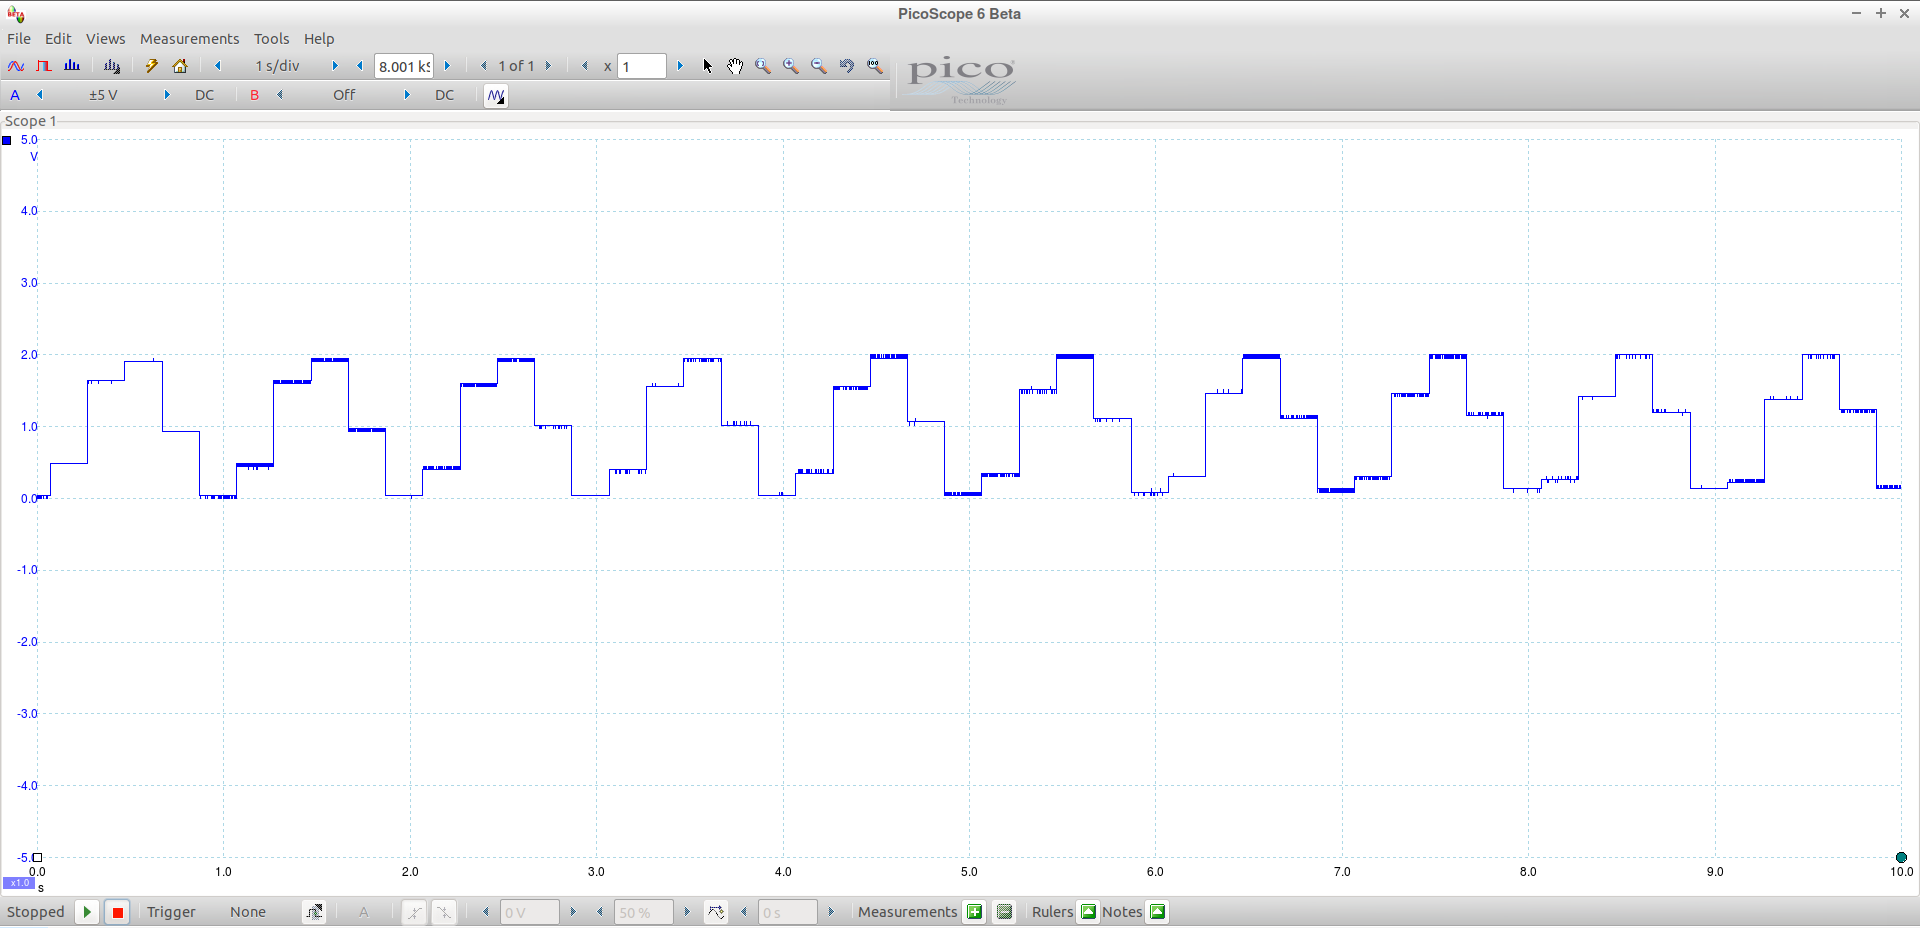 PicoScope 6 Beta
File Edit Views Measurements Tools Help
1 s/div 8.001 kS 1 of 1 x 1
pico
Technology
A ±5 V DC B Off DC
Scope 1
5.0
V
4.0
3.0
2.0
1.0
0.0
-1.0
-2.0
-3.0
-4.0
-5.0
0.0 1.0 2.0 3.0 4.0 5.0 6.0 7.0 8.0 9.0 10.0
x1.0 s
Stopped Trigger None A 0 V 50 % 0 s Measurements Rulers Notes